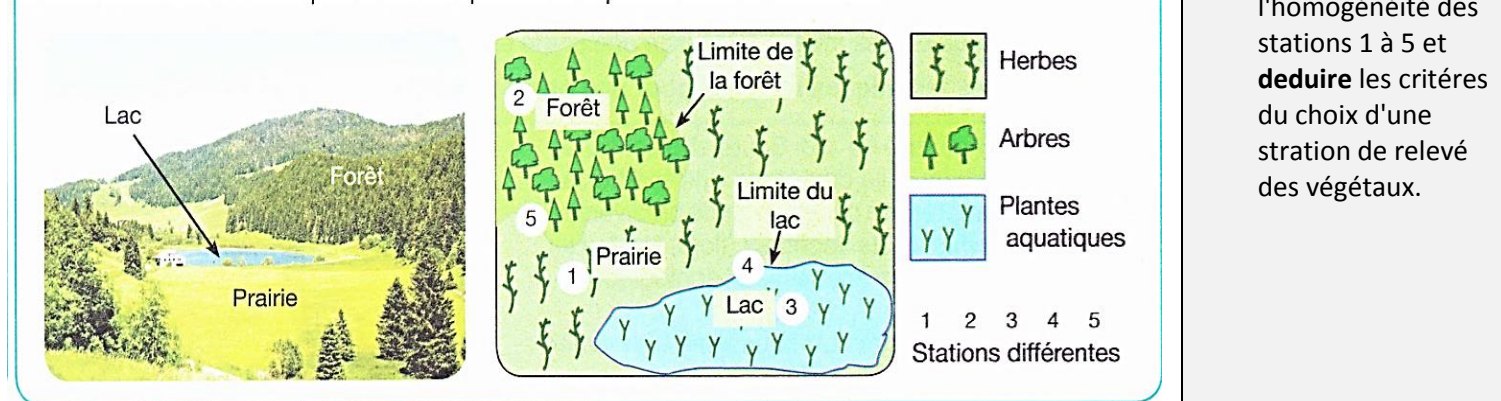 Lac
Forêt
Prairie
Limite de
la forêt
2
Forêt
5
Limite du
lac
Prairie
1
4
Lac
3
Herbes
Arbres
Plantes
aquatiques
1 2 3 4 5
Stations différentes
l'homogénéité des
stations 1 à 5 et
deduire les critéres
du choix d'une
stration de relevé
des végétaux.